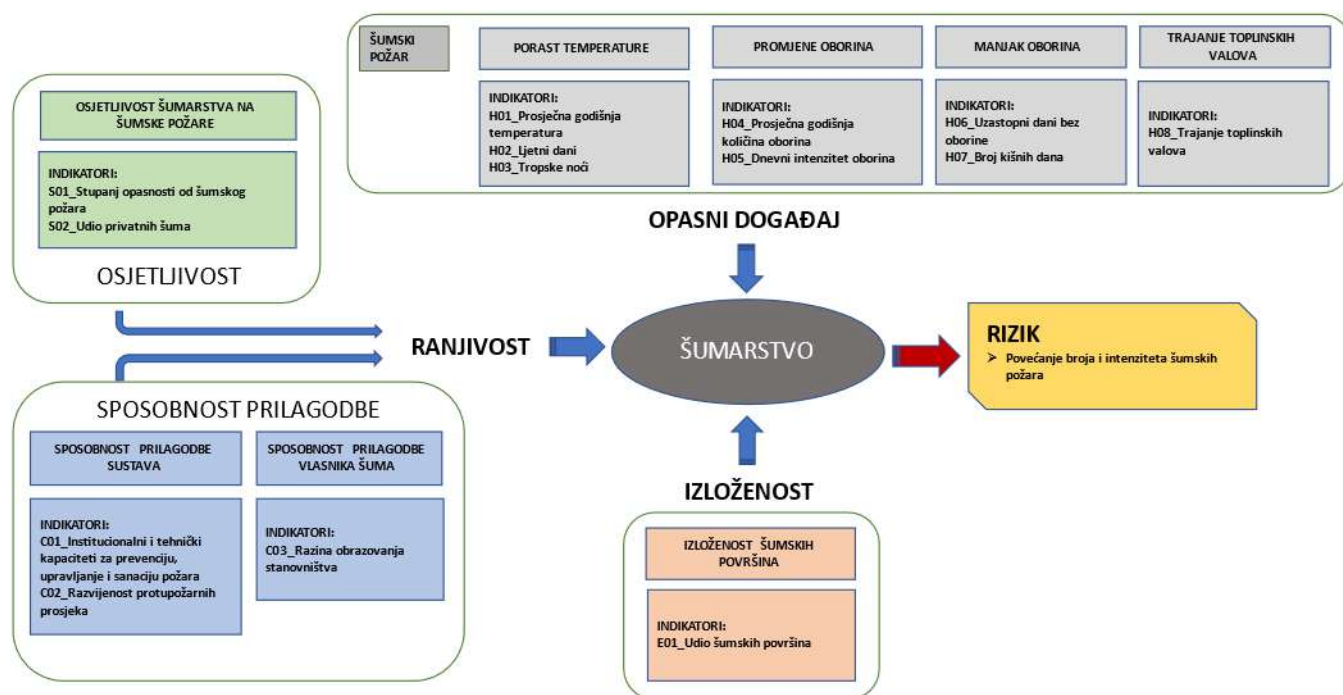 ŠUMSKI
POŽAR
PORAST TEMPERATURE
INDIKATORI:
H01_Prosječna godišnja
temperatura
H02_Ljetni dani
H03_Tropske noći
PROMJENE OBORINA
INDIKATORI:
H04_Prosječna godišnja
količina oborina
H05_Dnevni intenzitet oborina
MANJAK OBORINA
INDIKATORI:
H06_Uzastopni dani bez
oborine
H07_Broj kišnih dana
TRAJANJE TOPLINSKIH
VALOVA
INDIKATORI:
H08_Trajanje toplinskih
valova
OPASNI DOGAĐAJ
OSJETLJIVOST ŠUMARSTVA NA
ŠUMSKE POŽARE
INDIKATORI:
S01_Stupanj opasnosti od šumskog
požara
S02_Udio privatnih šuma
OSJETLJIVOST
RANJIVOST
ŠUMARSTVO
RIZIK
➤ Povećanje broja i intenziteta šumskih
požara
SPOSOBNOST PRILAGODBE
SPOSOBNOST PRILAGODBE
SUSTAVA
INDIKATORI:
C01_Institucionalni i tehnički
kapaciteti za prevenciju,
upravljanje i sanaciju požara
C02_Razvijenost protupožarnih
prosjeka
SPOSOBNOST PRILAGODBE
VLASNIKA ŠUMA
INDIKATORI:
C03_Razina obrazovanja
stanovništva
IZLOŽENOST
IZLOŽENOST ŠUMSKIH
POVRŠINA
INDIKATORI:
E01_Udio šumskih površina